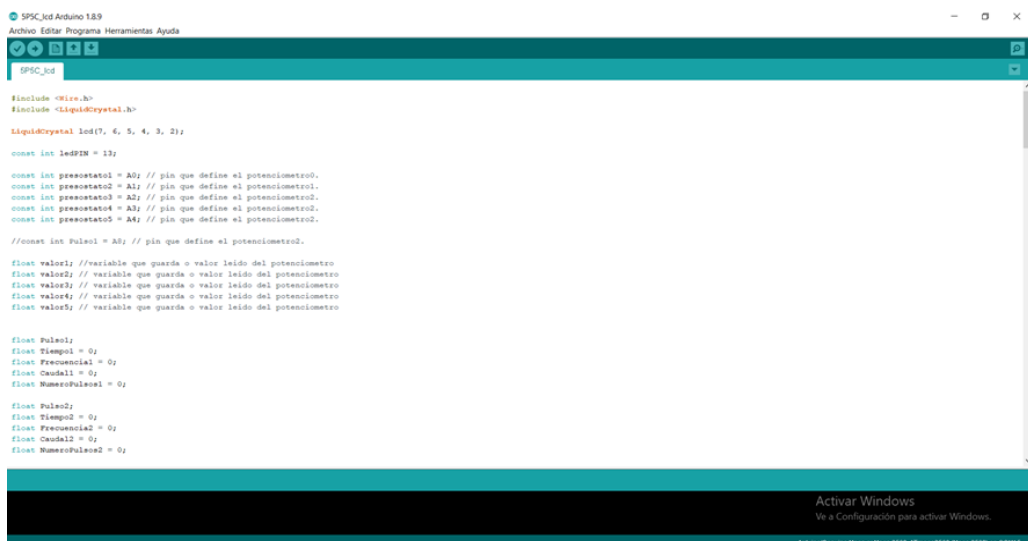 5P5C_lcd Arduino 1.8.9
Archivo Editar Programa Herramientas Ayuda
5P5C_lcd
#include <Wire.h>
#include <LiquidCrystal.h>
LiquidCrystal lcd(7, 6, 5, 4, 3, 2);
const int ledPIN = 13;
const int presostato1 = A0; // pin que define el potenciometro0.
const int presostato2 = A1; // pin que define el potenciometro1.
const int presostato3 = A2; // pin que define el potenciometro2.
const int presostato4 = A3; // pin que define el potenciometro2.
const int presostato5 = A4; // pin que define el potenciometro2.
//const int Pulso1 = A8; // pin que define el potenciometro2.
float valor1; //variable que guarda o valor leido del potenciometro
float valor2; // variable que guarda o valor leido del potenciometro
float valor3; // variable que guarda o valor leido del potenciometro
float valor4; // variable que guarda o valor leido del potenciometro
float valor5; // variable que guarda o valor leido del potenciometro
float Pulso1;
float Tiempo1 = 0;
float Frecuencia1 = 0;
float Caudal1 = 0;
float NumeroPulsos1 = 0;
float Pulso2;
float Tiempo2 = 0;
float Frecuencia2 = 0;
float Caudal2 = 0;
float NumeroPulsos2 = 0;
Activar Windows
Ve a Configuración para activar Windows.